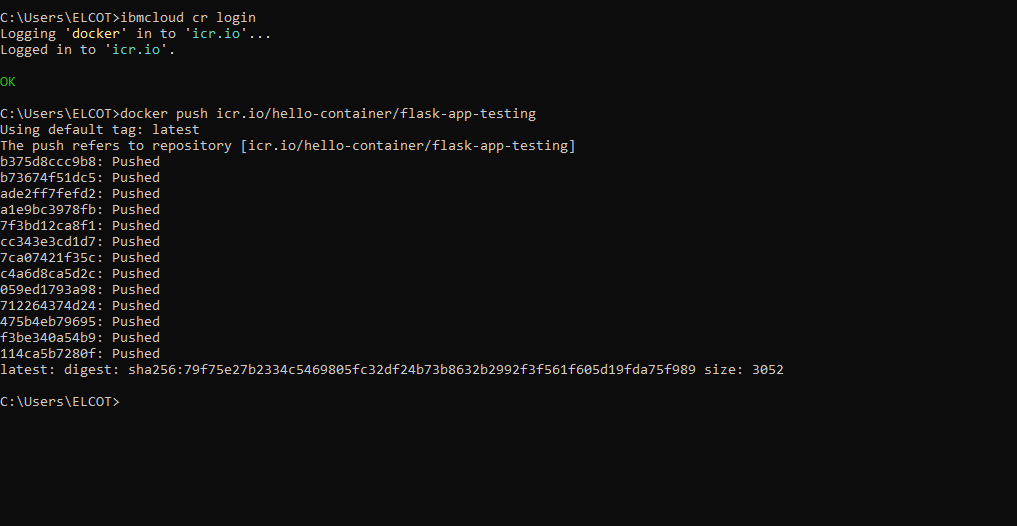 C:\Users\ELCOT>ibmcloud cr login
Logging 'docker' in to 'icr.io'...
Logged in to 'icr.io'.
OK
C:\Users\ELCOT>docker push icr.io/hello-container/flask-app-testing
Using default tag: latest
The push refers to repository [icr.io/hello-container/flask-app-testing]
b375d8ccc9b8: Pushed
b73674f51dc5: Pushed
ade2ff7fefd2: Pushed
a1e9bc3978fb: Pushed
7f3bd12ca8f1: Pushed
cc343e3cd1d7: Pushed
7ca07421f35c: Pushed
c4a6d8ca5d2c: Pushed
059ed1793a98: Pushed
712264374d24: Pushed
475b4eb79695: Pushed
f3be340a54b9: Pushed
114ca5b7280f: Pushed
latest: digest: sha256:79f75e27b2334c5469805fc32df24b73b8632b2992f3f561f605d19fda75f989 size: 3052
C:\Users\ELCOT>